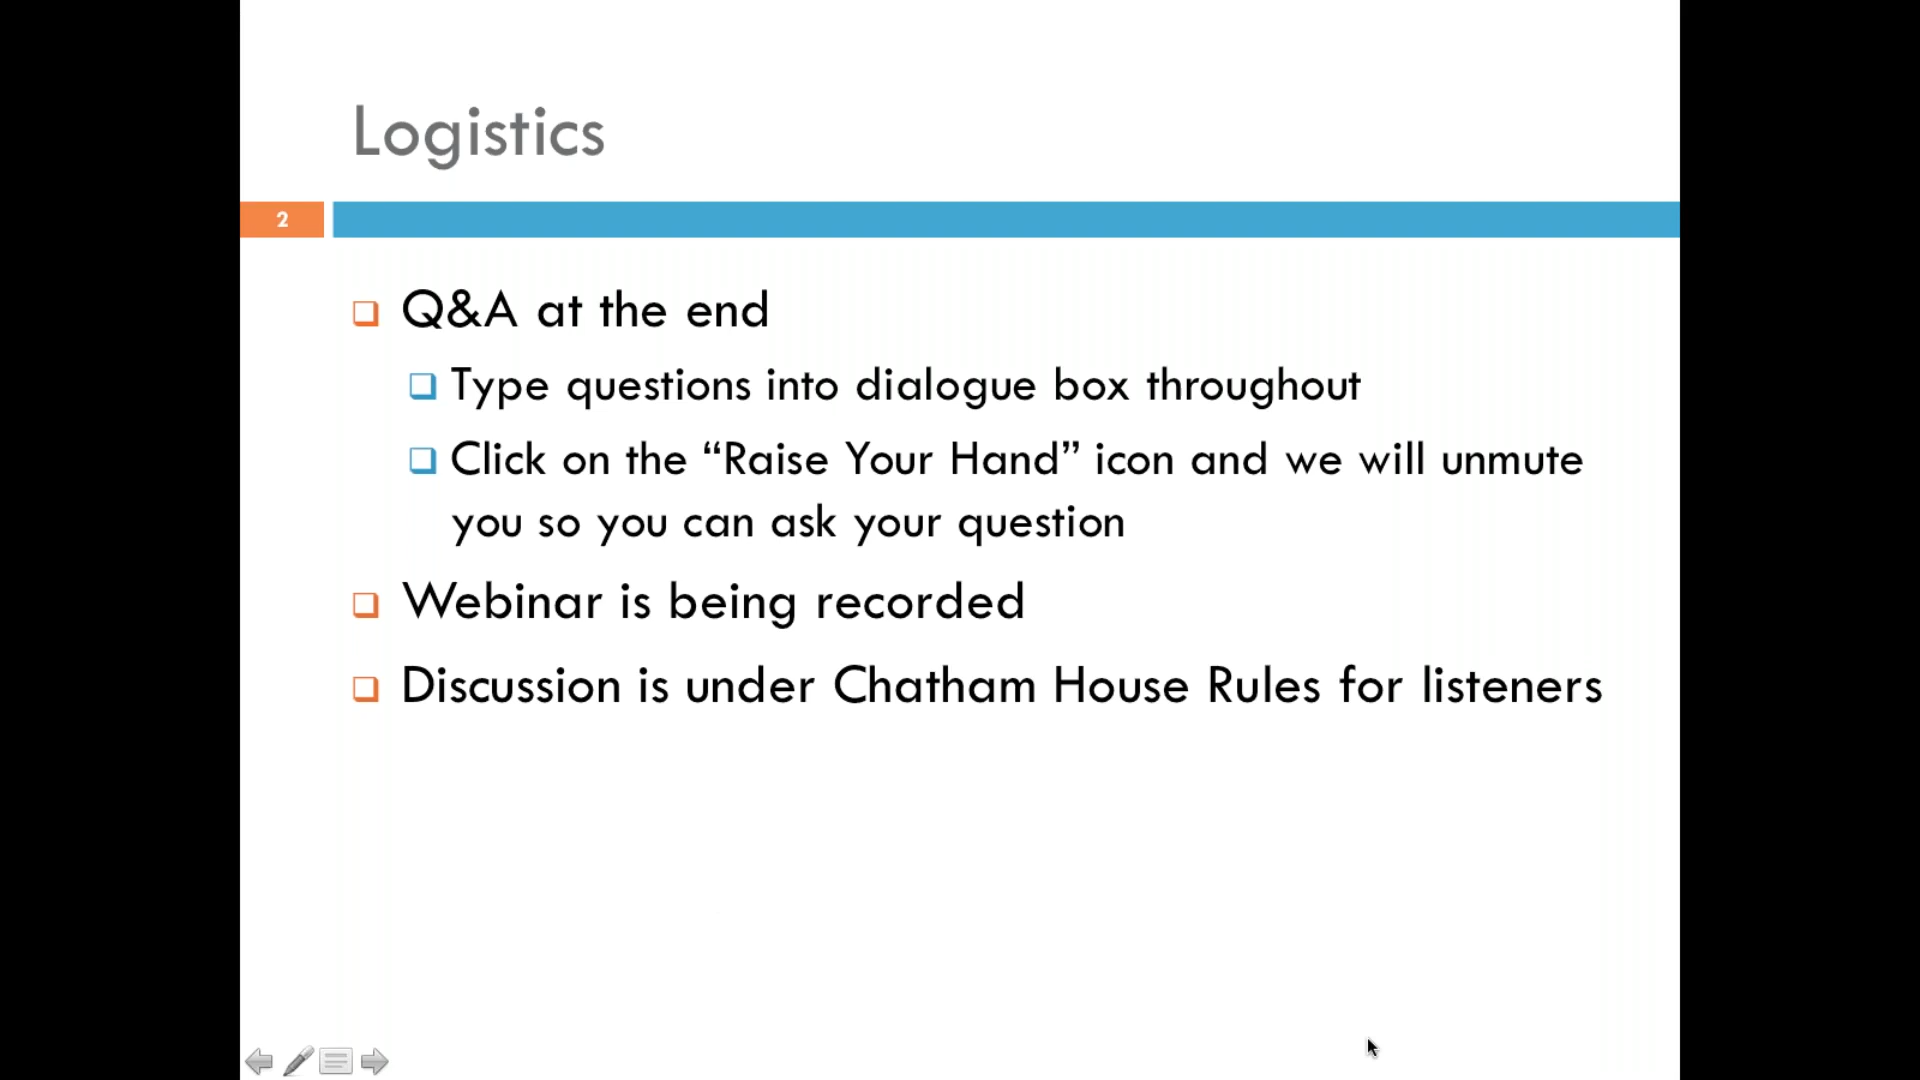 Logistics
2
Q&A at the end
Type questions into dialogue box throughout
Click on the “Raise Your Hand” icon and we will unmute
you so you can ask your question
Webinar is being recorded
Discussion is under Chatham House Rules for listeners